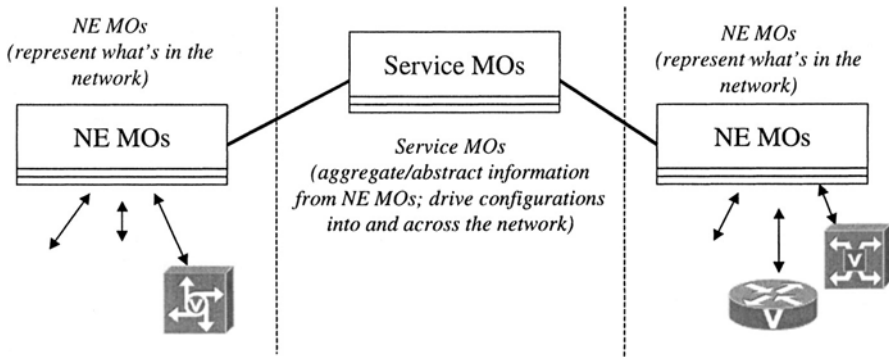 NE MOs
(represent what's in the
network)
NE MOs
Service MOs
Service MOs
(aggregate/abstract information
from NE MOs; drive configurations
into and across the network)
NE MOs
(represent what's in the
network)
NE MOs
V
V
V